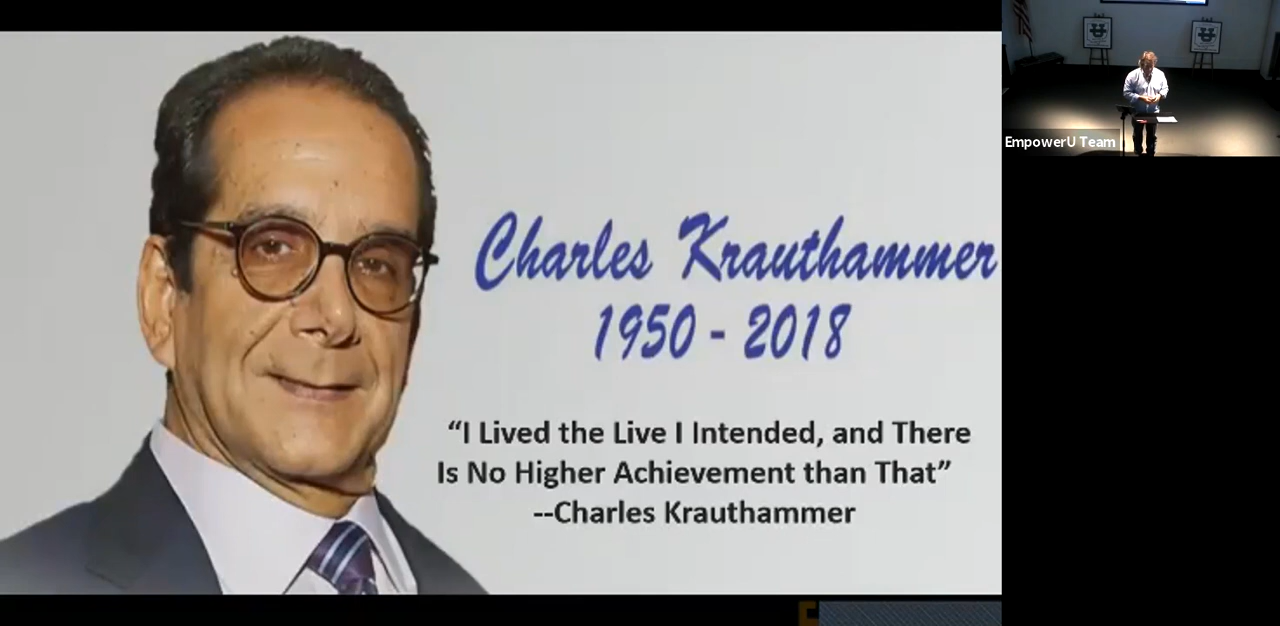 Charles Krauthammer
1950 - 2018
“I Lived the Live I Intended, and There
Is No Higher Achievement than That”
--Charles Krauthammer
EmpowerU Team